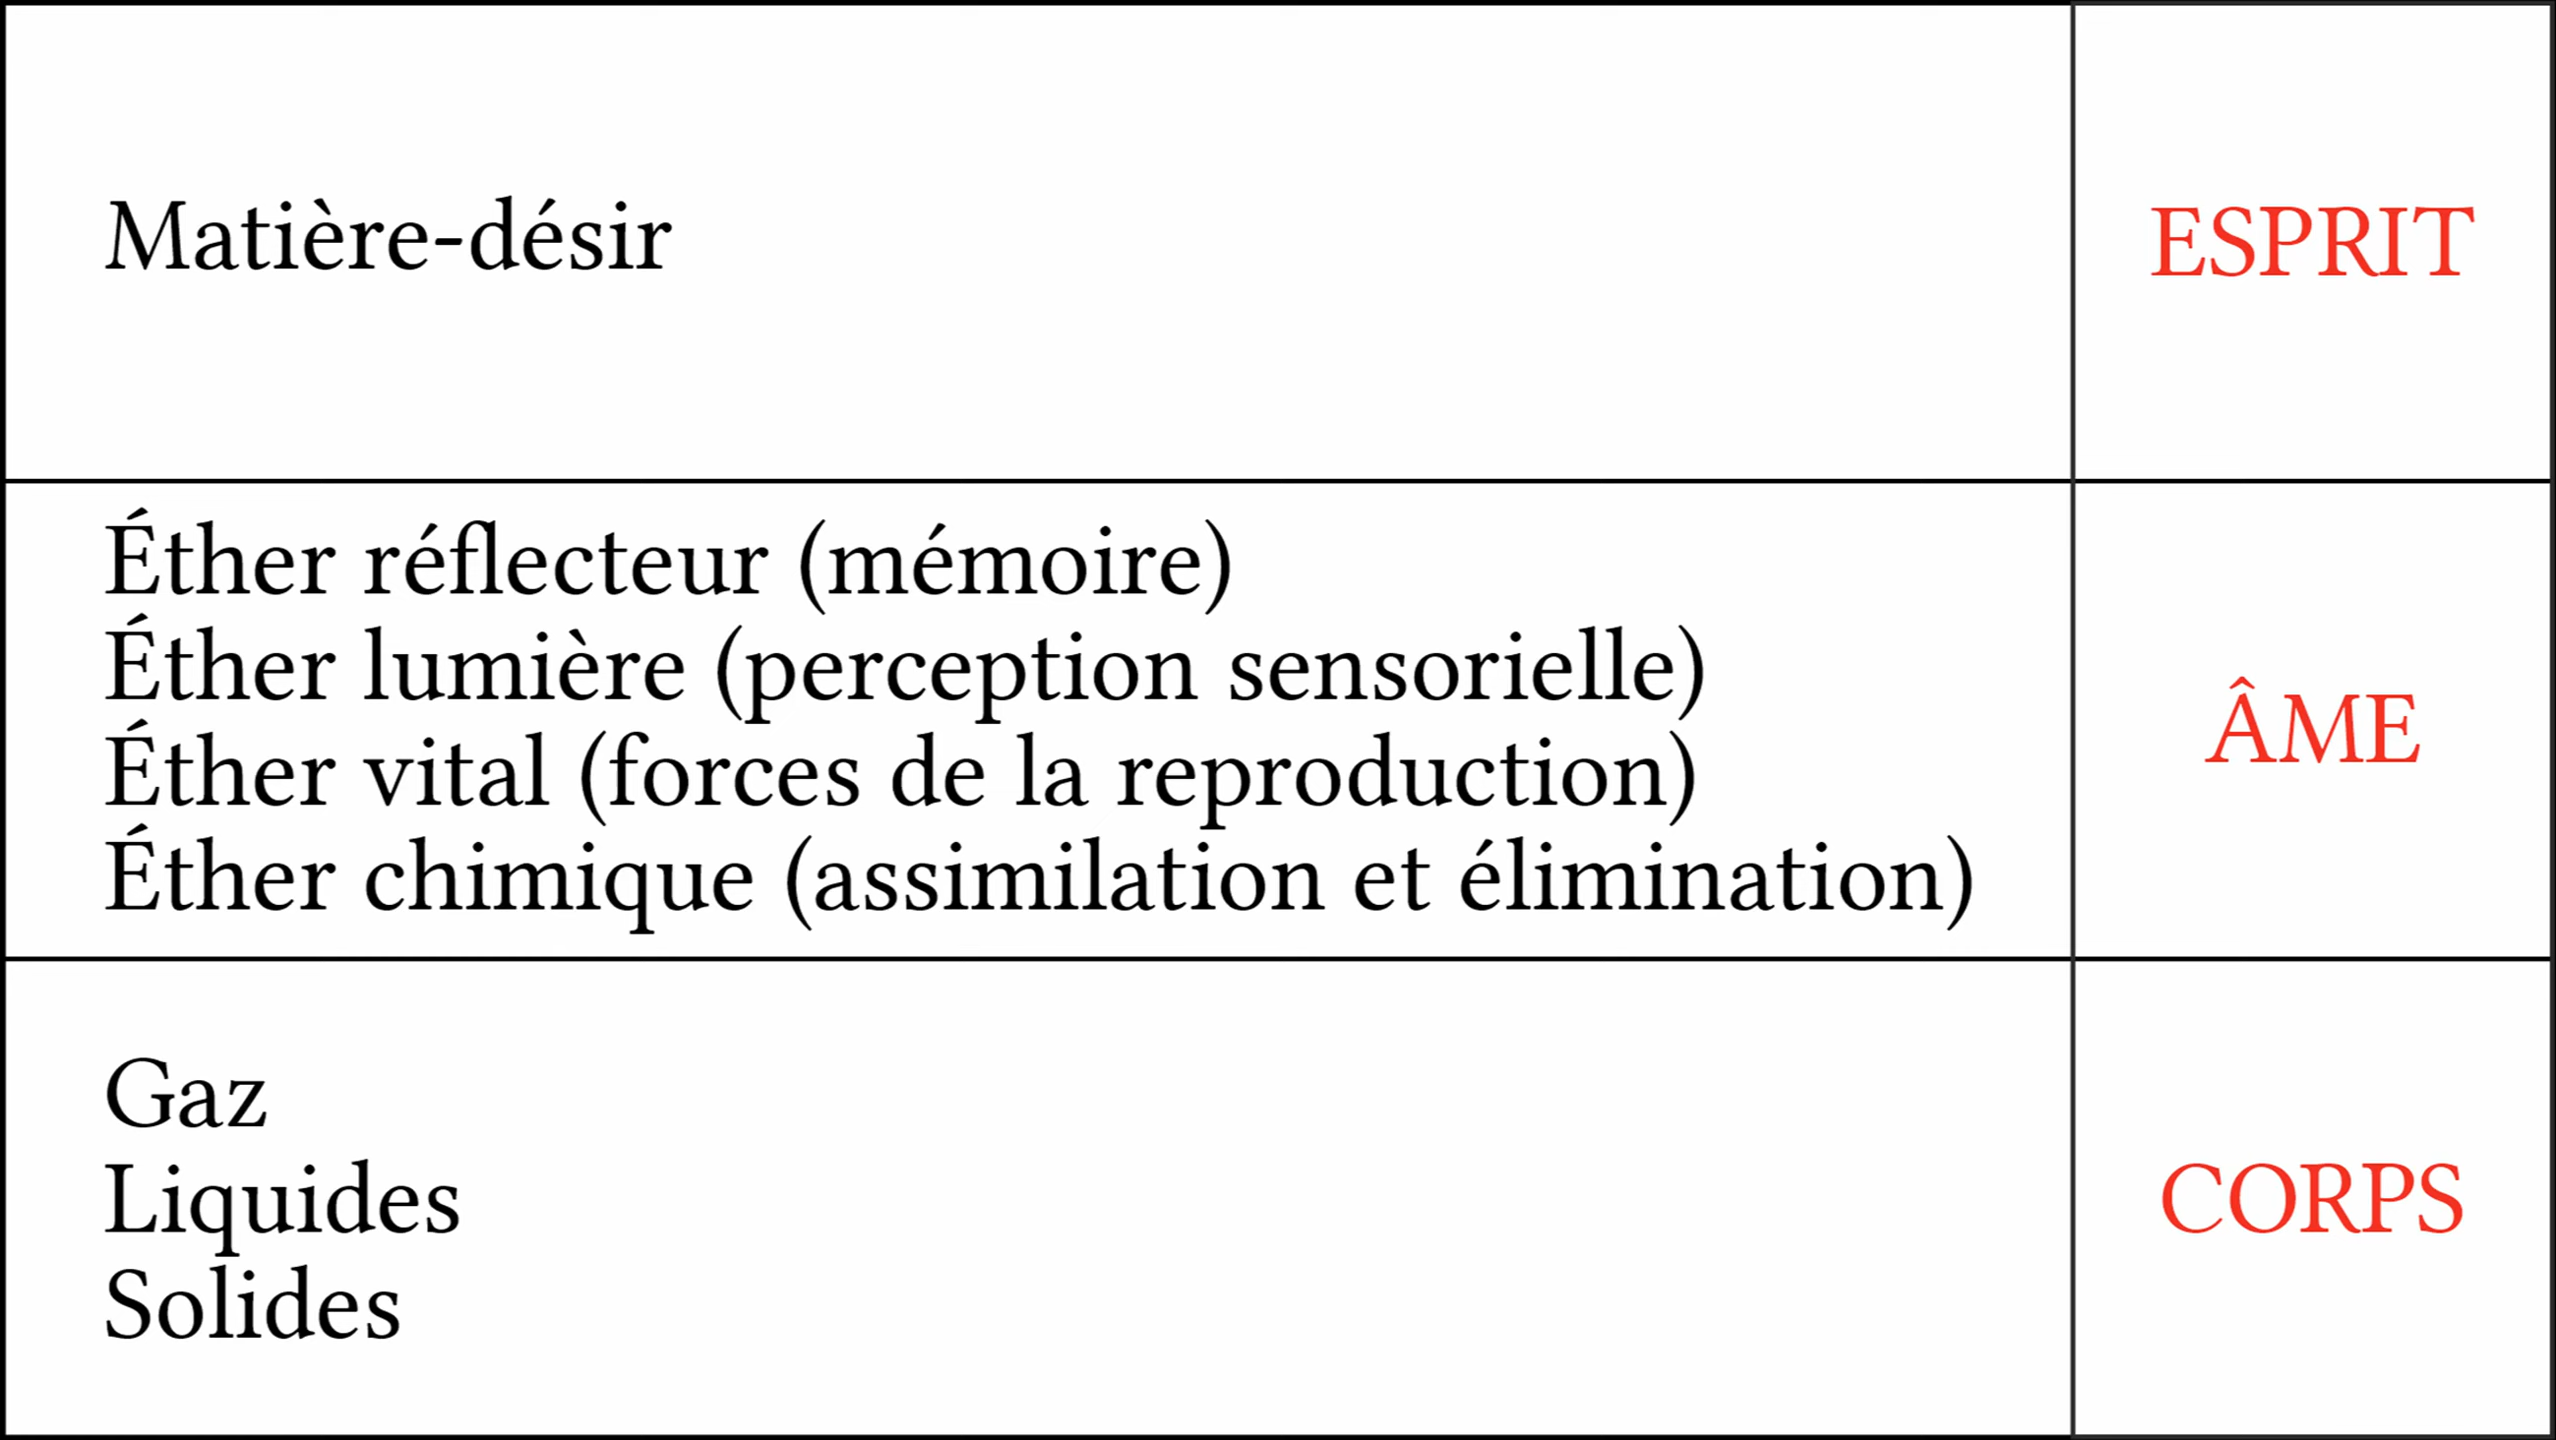 Matière-désir
ESPRIT
Éther réflecteur (mémoire)
Éther lumière (perception sensorielle)
Éther vital (forces de la reproduction)
Éther chimique (assimilation et élimination)
ÂME
Gaz
Liquides
Solides
CORPS